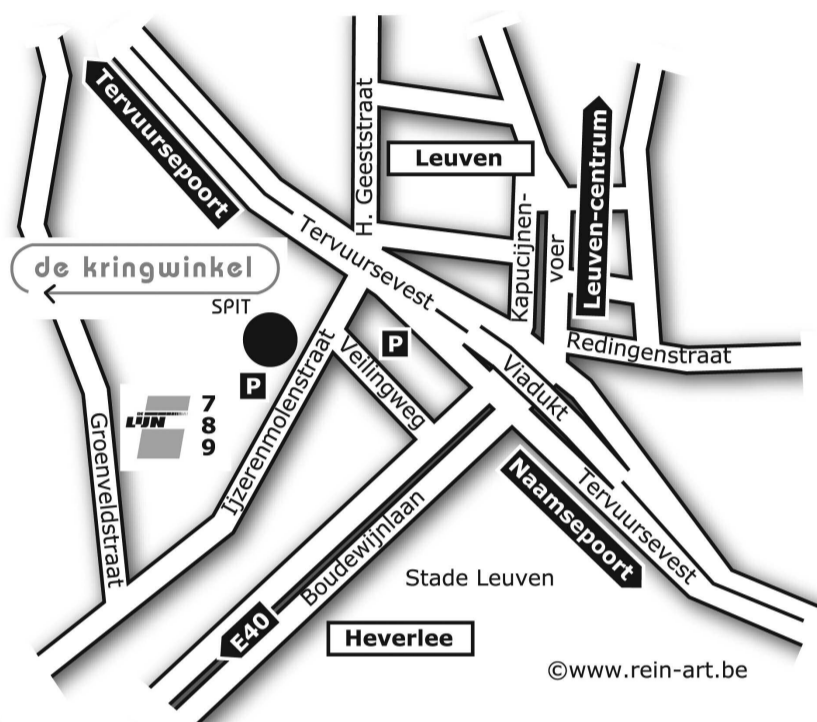 Tervuursepoort
H. Geeststraat
Leuven
Leuven-centrum
Kapucijnen-
voer
Tervuursevest
de kringwinkel
SPIT
P
P
Veilingweg
Redingenstraat
Viadukt
LIJN
7
8
9
Ijzerenmolenstraat
Groenveldstraat
Boudewijnlaan
Naamsepoort
Tervuursevest
Stade Leuven
E40
Heverlee
©www.rein-art.be